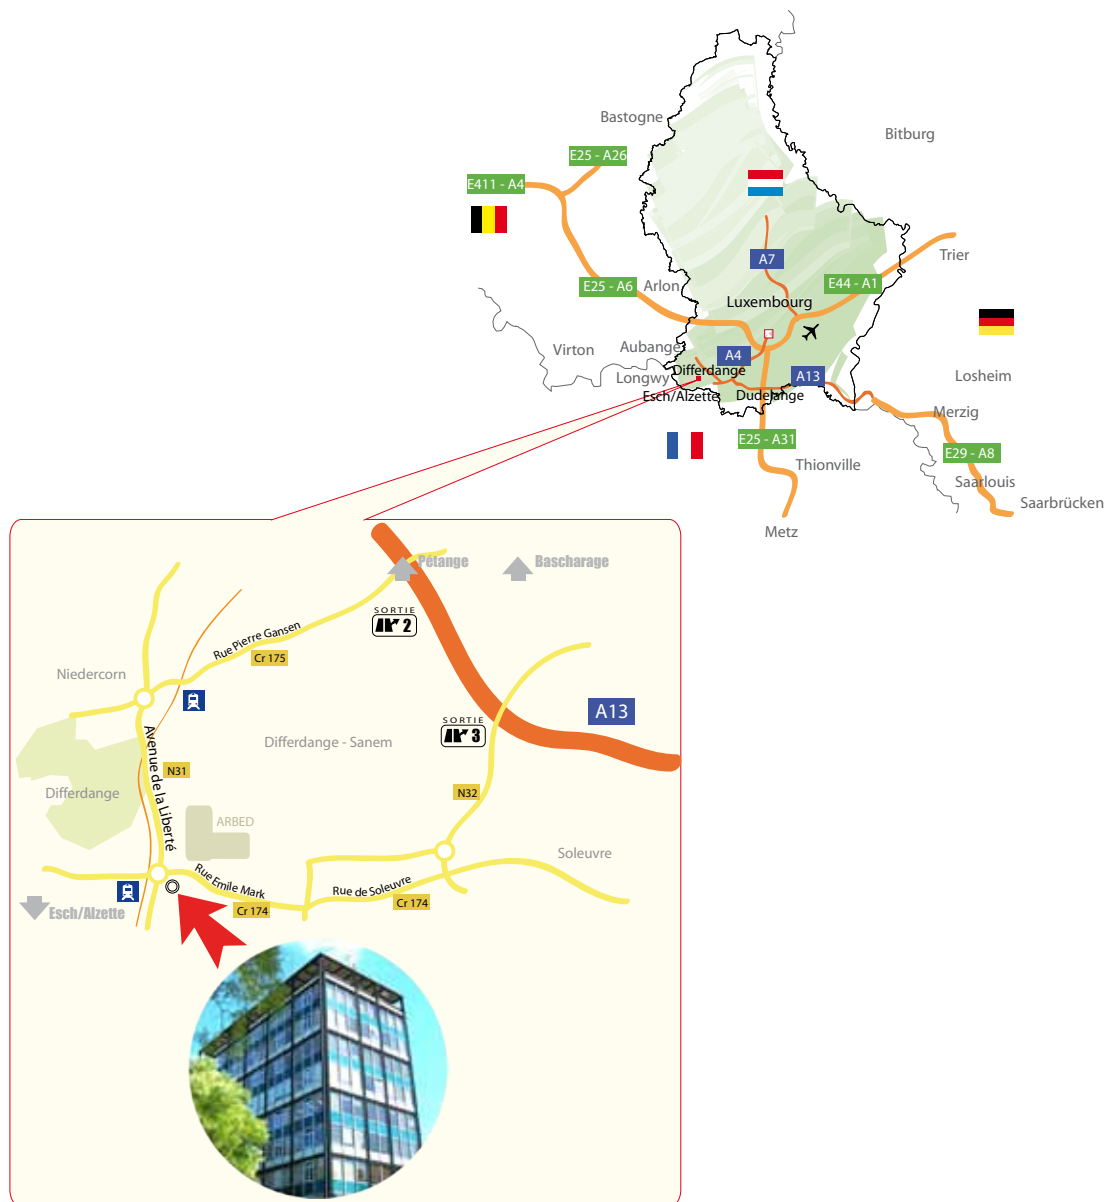 Bastogne
Bitburg
E25 - A26
E411 - A4
Trier
A7
E25 - A6
Arlon
E44 - A1
Luxembourg
Virton
Aubange
A4
Longwy
Differdange
A13
Losheim
Esch/Alzette
Dudelange
Merzig
E25 - A31
E29 - A8
Thionville
Saarlouis
Saarbrücken
Metz
Pétange
Bascharage
SORTIE
2
Rue Pierre Gansen
Cr 175
Niedercorn
A13
SORTIE
3
Avenue de la Liberté
Differdange - Sanem
N31
Differdange
N32
ARBED
Soleuvre
Rue Emile Mark
Rue de Soleuvre
Cr 174
Cr 174
Esch/Alzette